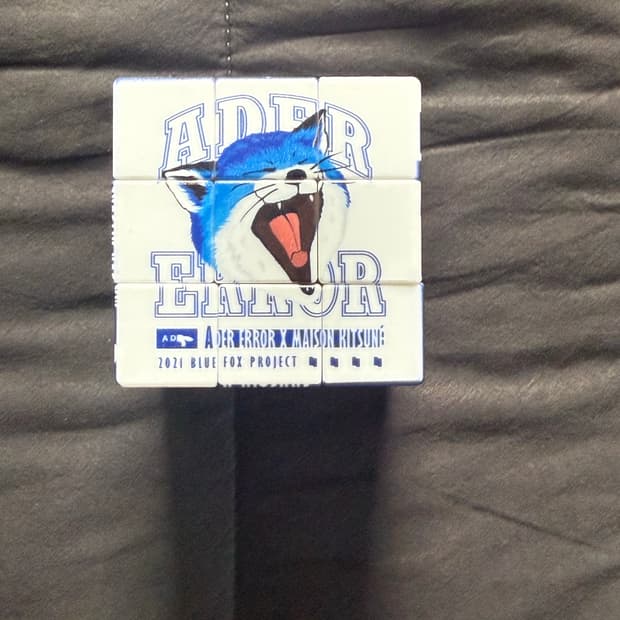 ADER
ERROR
ADER ERROR X MAISON KITSUNÉ
2021 BLUE FOX PROJECT